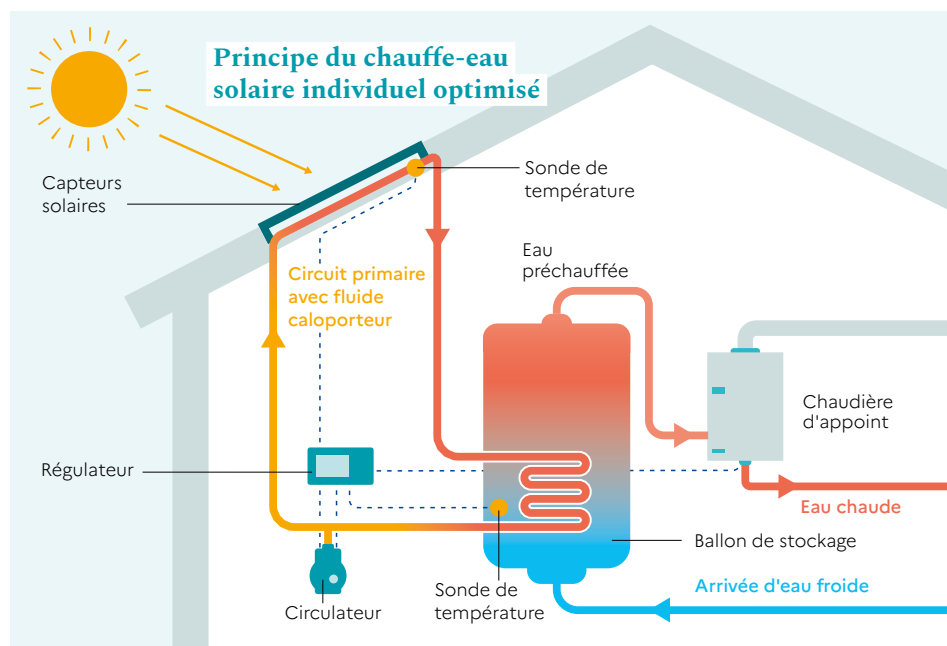 Principe du chauffe-eau
solaire individuel optimisé
Capteurs
solaires
Sonde de
température
Eau
préchauffée
Circuit primaire
avec fluide
caloporteur
Chaudière
d'appoint
Régulateur
Eau chaude
Ballon de stockage
Circulateur
Sonde de
température
Arrivée d'eau froide